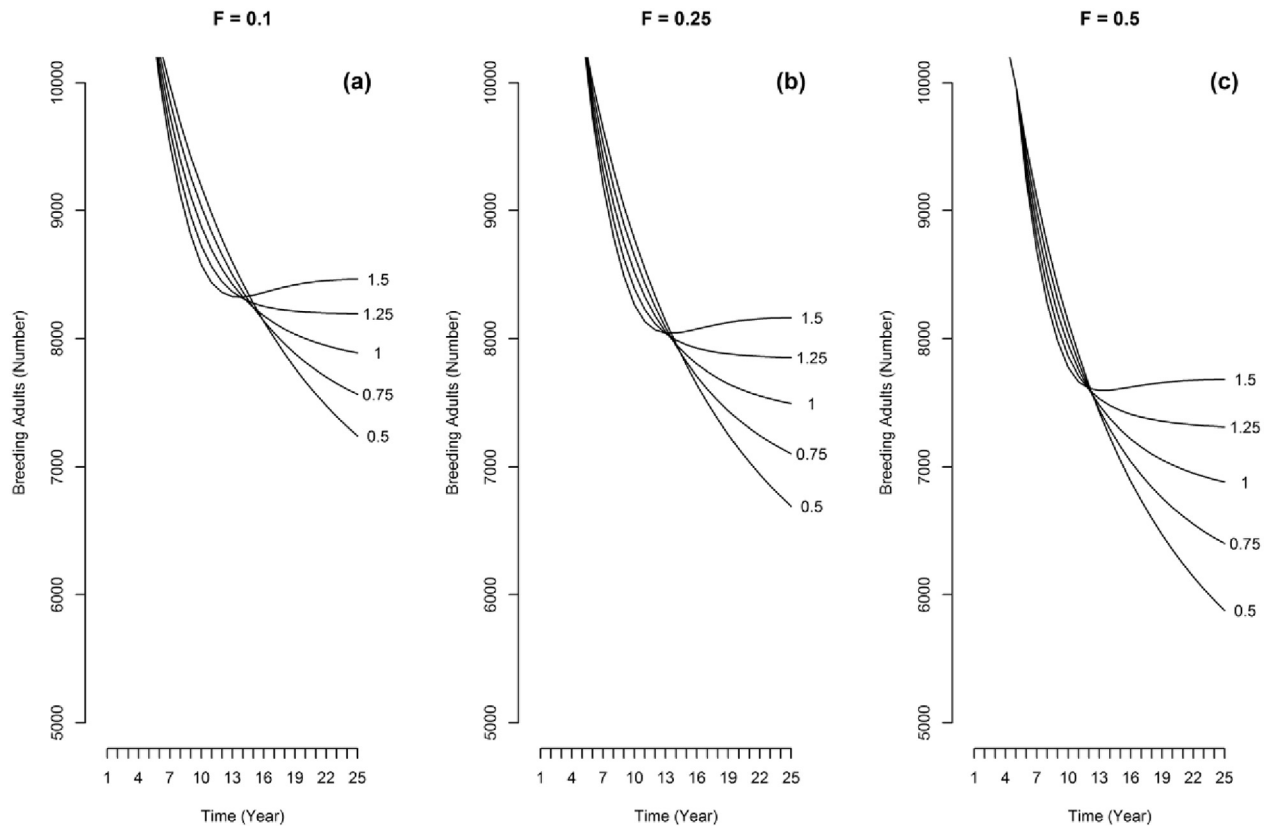 F = 0.1
(a)
10000
9000
8000
7000
6000
5000
Breeding Adults (Number)
1.5
1.25
1
0.75
0.5
1 4 7 10 13 16 19 22 25
Time (Year)
F = 0.25
(b)
10000
9000
8000
7000
6000
5000
Breeding Adults (Number)
1.5
1.25
1
0.75
0.5
1 4 7 10 13 16 19 22 25
Time (Year)
F = 0.5
(c)
10000
9000
8000
7000
6000
5000
Breeding Adults (Number)
1.5
1.25
1
0.75
0.5
1 4 7 10 13 16 19 22 25
Time (Year)